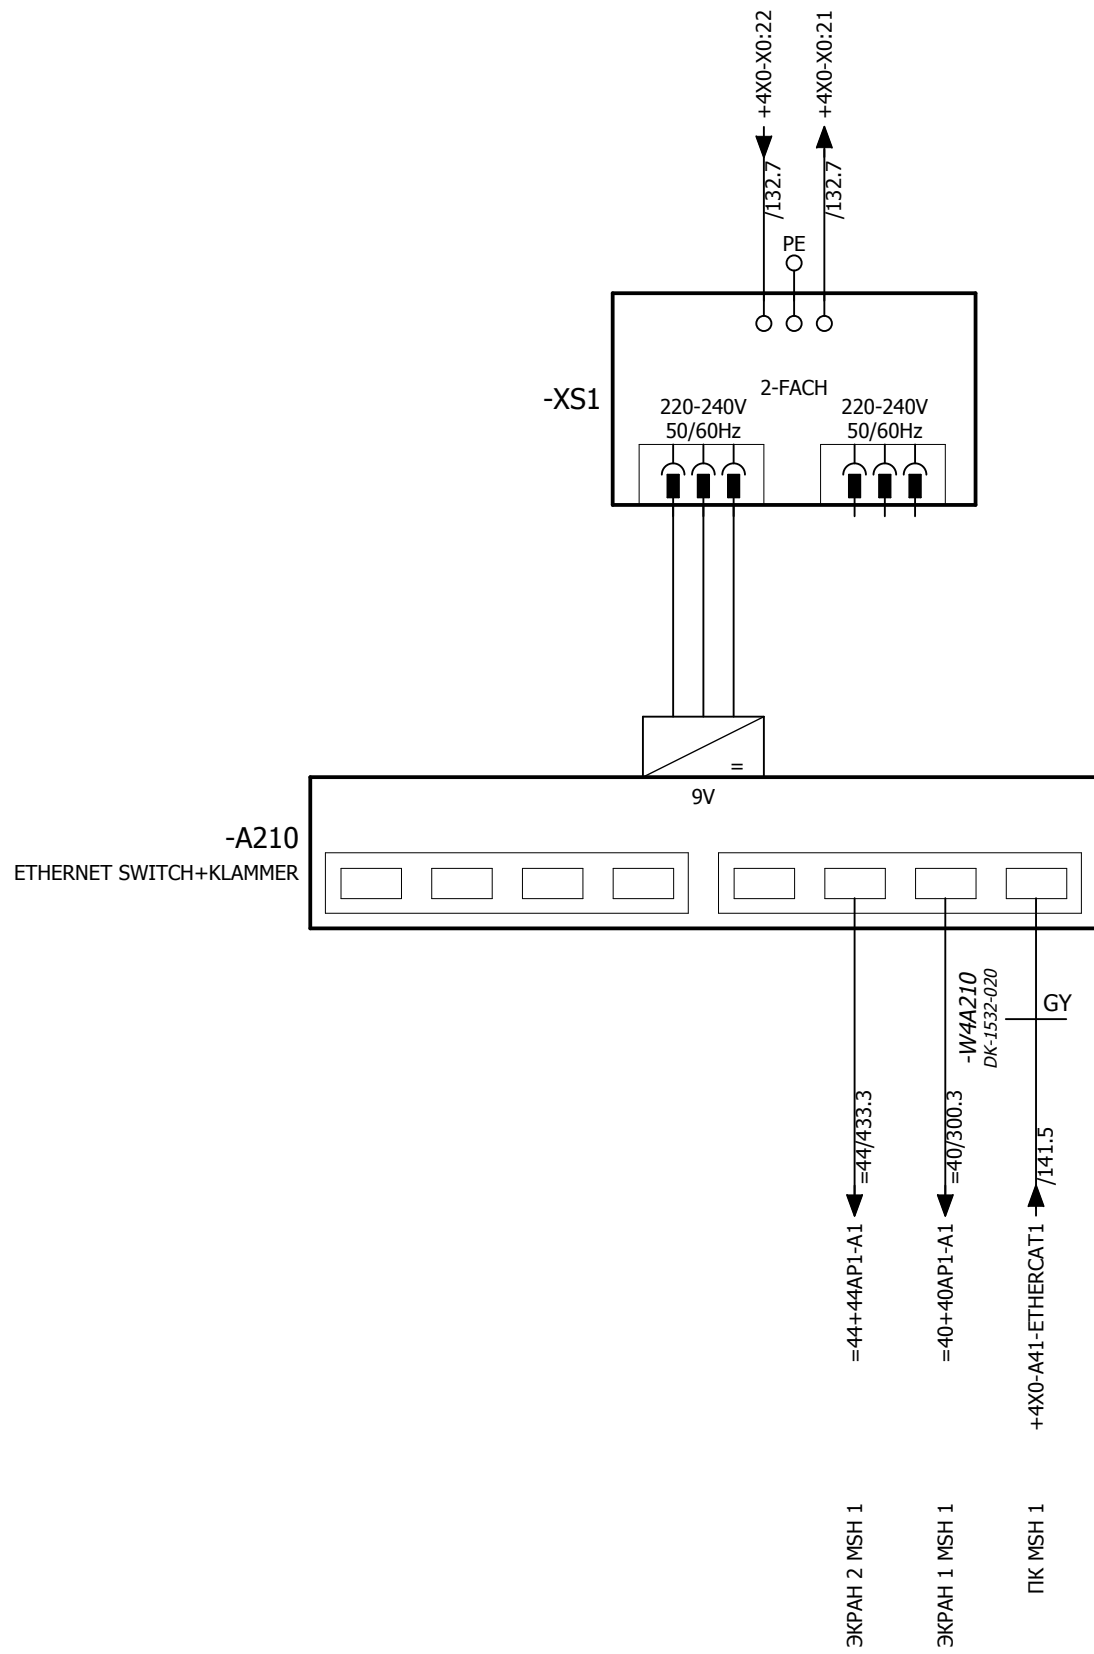 +4X0-X0:22
+4X0-X0:21
/132.7
/132.7
PE
-XS1
2-FACH
220-240V
50/60Hz
220-240V
50/60Hz
=
9V
-A210
ETHERNET SWITCH+KLAMMER
-W4A210
DK-1532-020
GY
=44/433.3
=40/300.3
/141.5
=44+44AP1-A1
=40+40AP1-A1
+4X0-A41-ETHERCAT1
ЭКРАН 2 MSH 1
ЭКРАН 1 MSH 1
ПК MSH 1